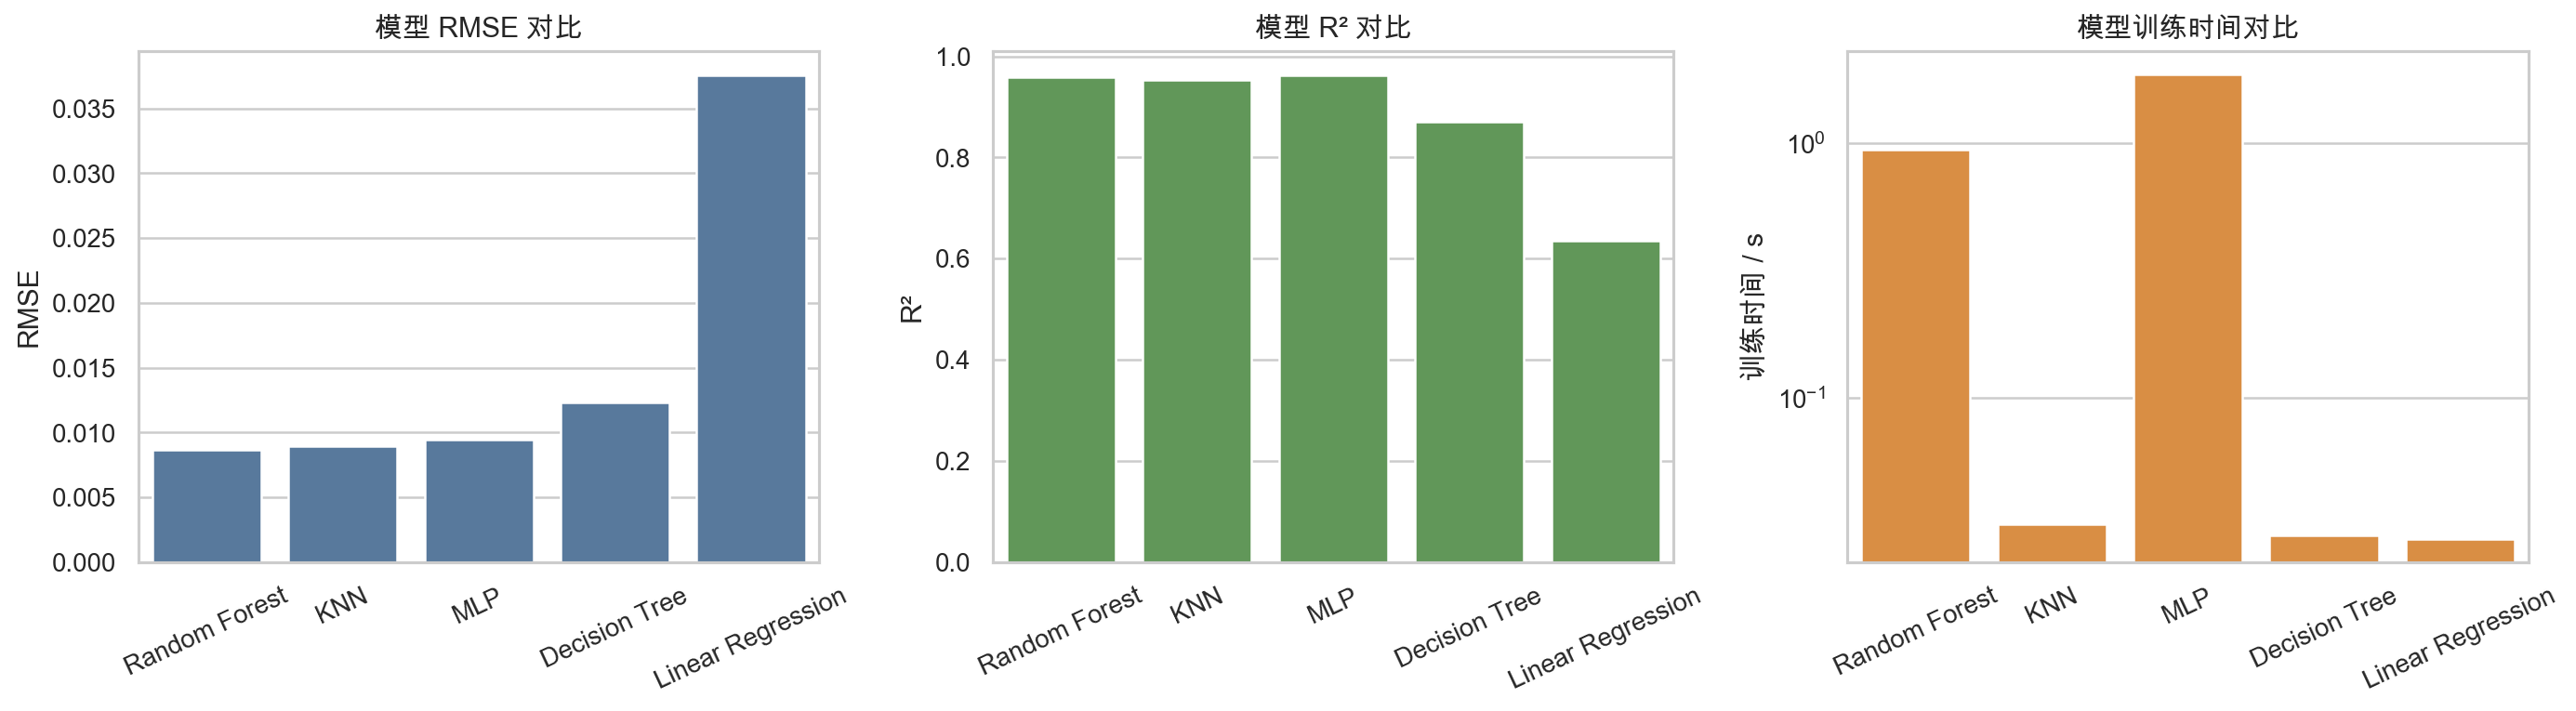 模型 RMSE 对比
RMSE
0.035
0.030
0.025
0.020
0.015
0.010
0.005
0.000
Random Forest
KNN
MLP
Decision Tree
Linear Regression
模型 R² 对比
R²
1.0
0.8
0.6
0.4
0.2
0.0
Random Forest
KNN
MLP
Decision Tree
Linear Regression
模型训练时间对比
训练时间 / s
10⁰
10⁻¹
Random Forest
KNN
MLP
Decision Tree
Linear Regression